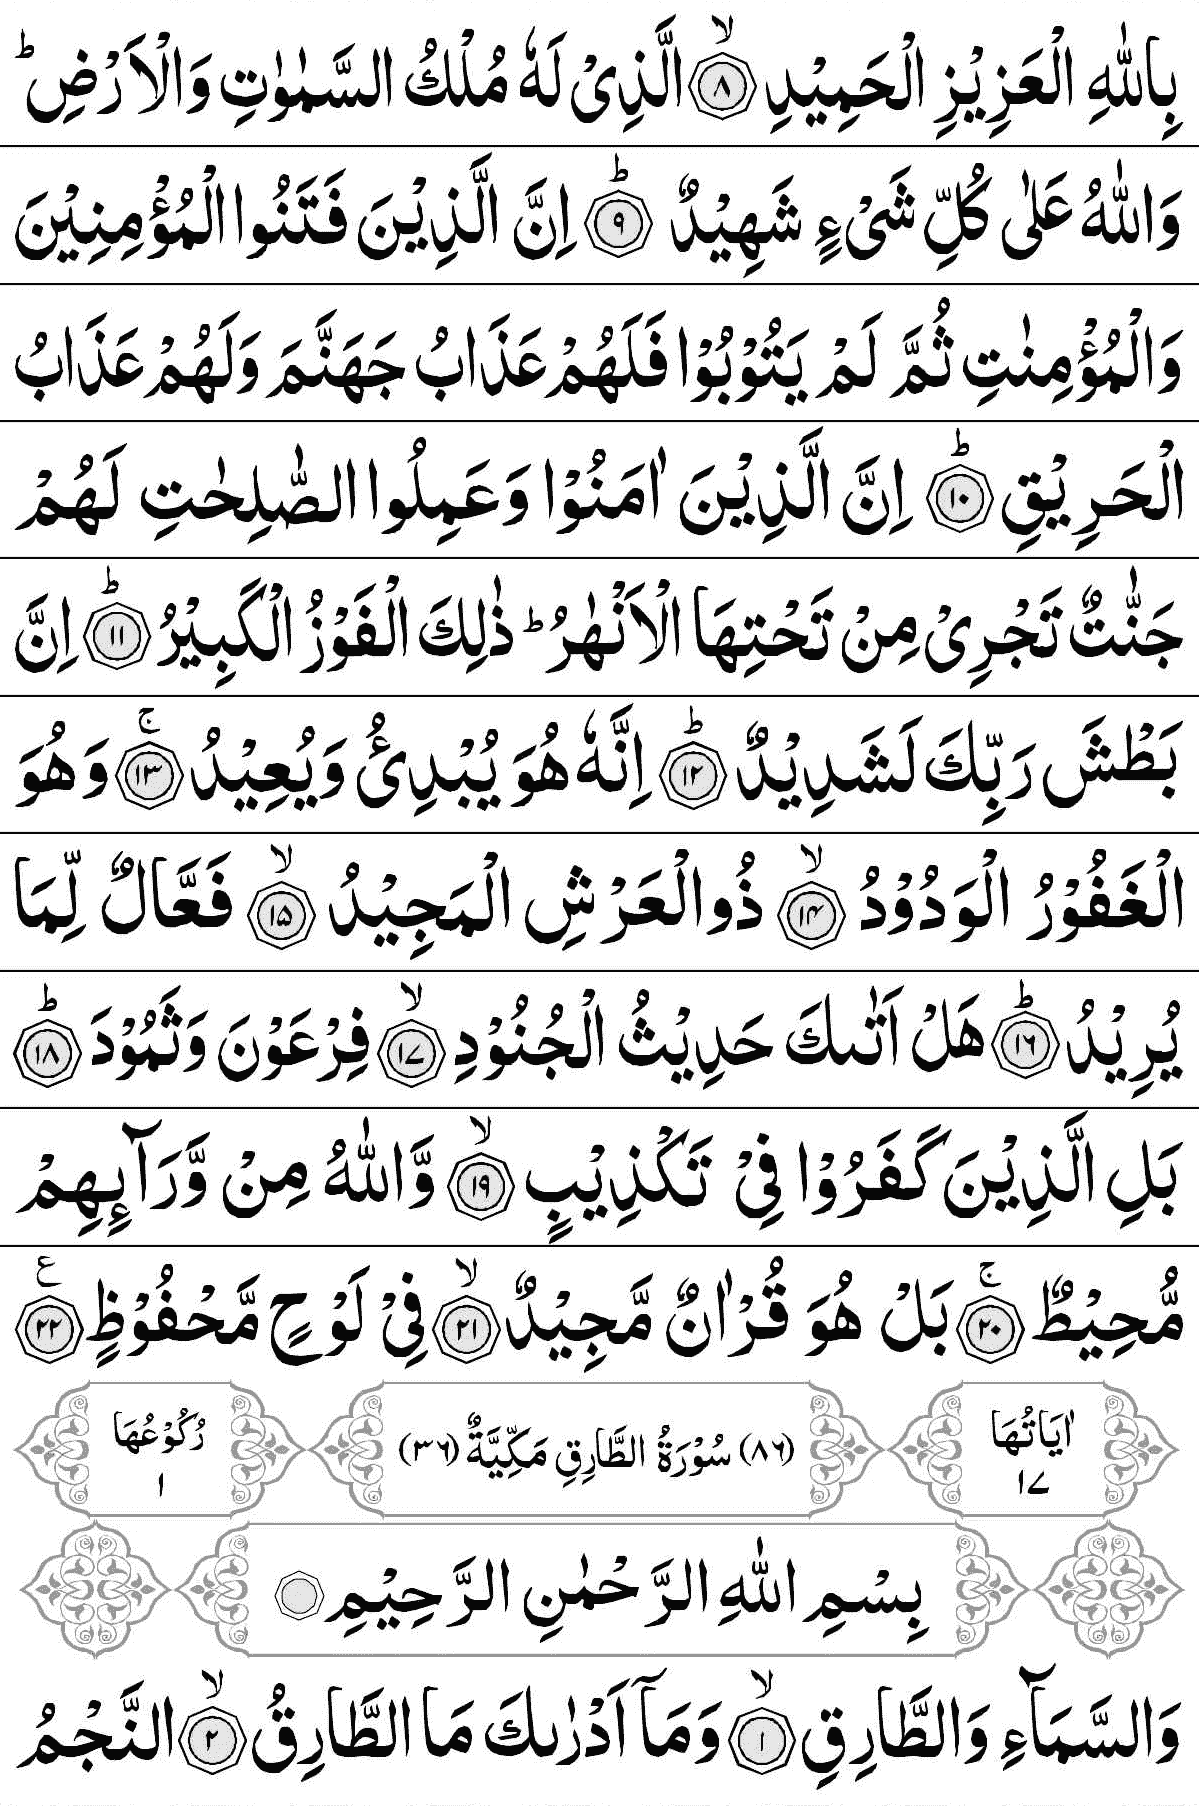 بِاللّٰهِ الْعَزِيْزِ الْحَمِيْدِ ۙ﴿۸﴾ الَّذِىْ لَهٗ مُلْكُ السَّمٰوٰتِ وَالْاَرْضِ ؕ
وَاللّٰهُ عَلٰى كُلِّ شَىْءٍ شَهِيْدٌ ؕ﴿۹﴾ اِنَّ الَّذِيْنَ فَتَنُوا الْمُؤْمِنِيْنَ
وَالْمُؤْمِنٰتِ ثُمَّ لَمْ يَتُوْبُوْا فَلَهُمْ عَذَابُ جَهَنَّمَ وَلَهُمْ عَذَابُ
الْحَرِيْقِ ؕ﴿۱۰﴾ اِنَّ الَّذِيْنَ اٰمَنُوْا وَعَمِلُوا الصّٰلِحٰتِ لَهُمْ
جَنّٰتٌ تَجْرِىْ مِنْ تَحْتِهَا الْاَنْهٰرُ ؕ ذٰلِكَ الْفَوْزُ الْكَبِيْرُ ؕ﴿۱۱﴾ اِنَّ
بَطْشَ رَبِّكَ لَشَدِيْدٌ ؕ﴿۱۲﴾ اِنَّهٗ هُوَ يُبْدِئُ وَيُعِيْدُ ۚ﴿۱۳﴾ وَهُوَ
الْغَفُوْرُ الْوَدُوْدُ ۙ﴿۱۴﴾ ذُو الْعَرْشِ الْمَجِيْدُ ۙ﴿۱۵﴾ فَعَّالٌ لِّمَا
يُرِيْدُ ؕ﴿۱۶﴾ هَلْ اَتٰٮكَ حَدِيْثُ الْجُنُوْدِ ۙ﴿۱۷﴾ فِرْعَوْنَ وَثَمُوْدَ ؕ﴿۱۸﴾
بَلِ الَّذِيْنَ كَفَرُوْا فِىْ تَكْذِيْبٍ ۙ﴿۱۹﴾ وَّاللّٰهُ مِنْ وَّرَآٮِٕهِمْ
مُّحِيْطٌ ۚ﴿۲۰﴾ بَلْ هُوَ قُرْاٰنٌ مَّجِيْدٌ ۙ﴿۲۱﴾ فِىْ لَوْحٍ مَّحْفُوْظٍ ﴿۲۲﴾ ع
اٰيَاتُهَا ۱۷ (۸۶) سُوْرَةُ الطَّارِقِ مَكِّيَّةٌ (۳۶) رُكُوْعُهَا ۱
بِسْمِ اللّٰهِ الرَّحْمٰنِ الرَّحِيْمِ
وَالسَّمَآءِ وَالطَّارِقِ ۙ﴿۱﴾ وَمَاۤ اَدْرٰٮكَ مَا الطَّارِقُ ۙ﴿۲﴾ النَّجْمُ